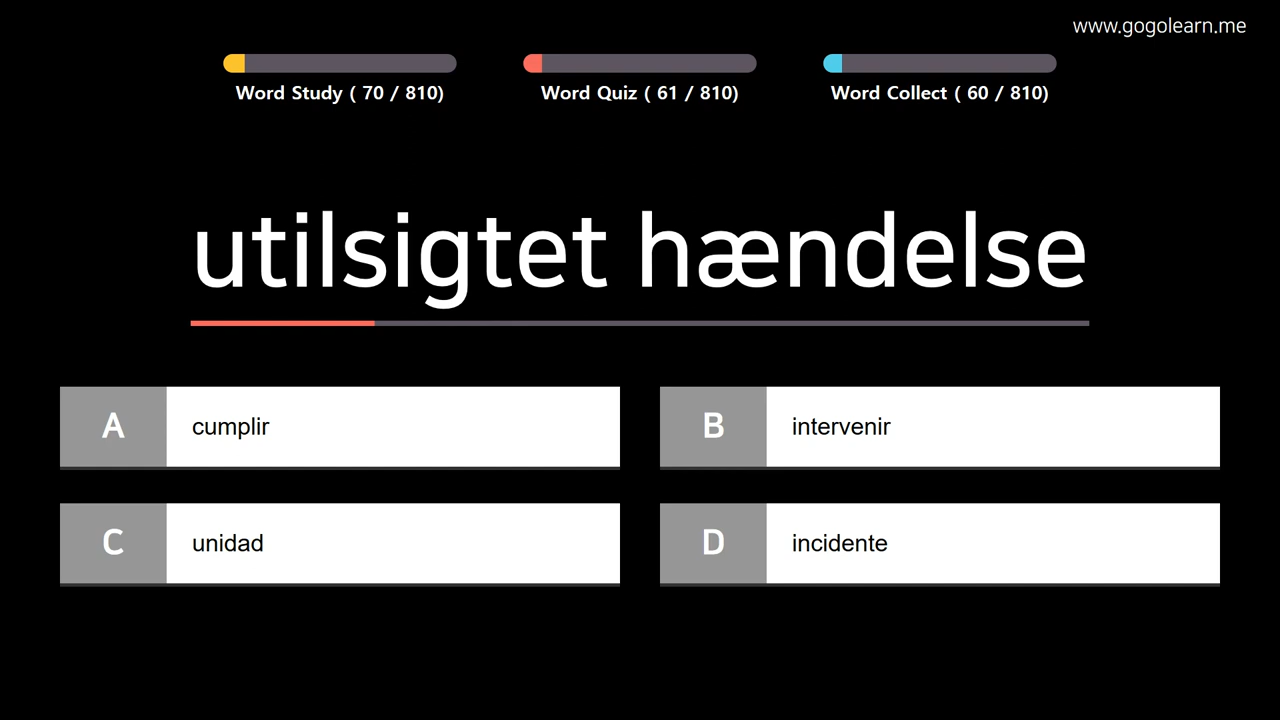 www.gogolearn.me
Word Study ( 70 / 810)
Word Quiz ( 61 / 810)
Word Collect ( 60 / 810)
utilsigtet hændelse
A cumplir
B intervenir
C unidad
D incidente